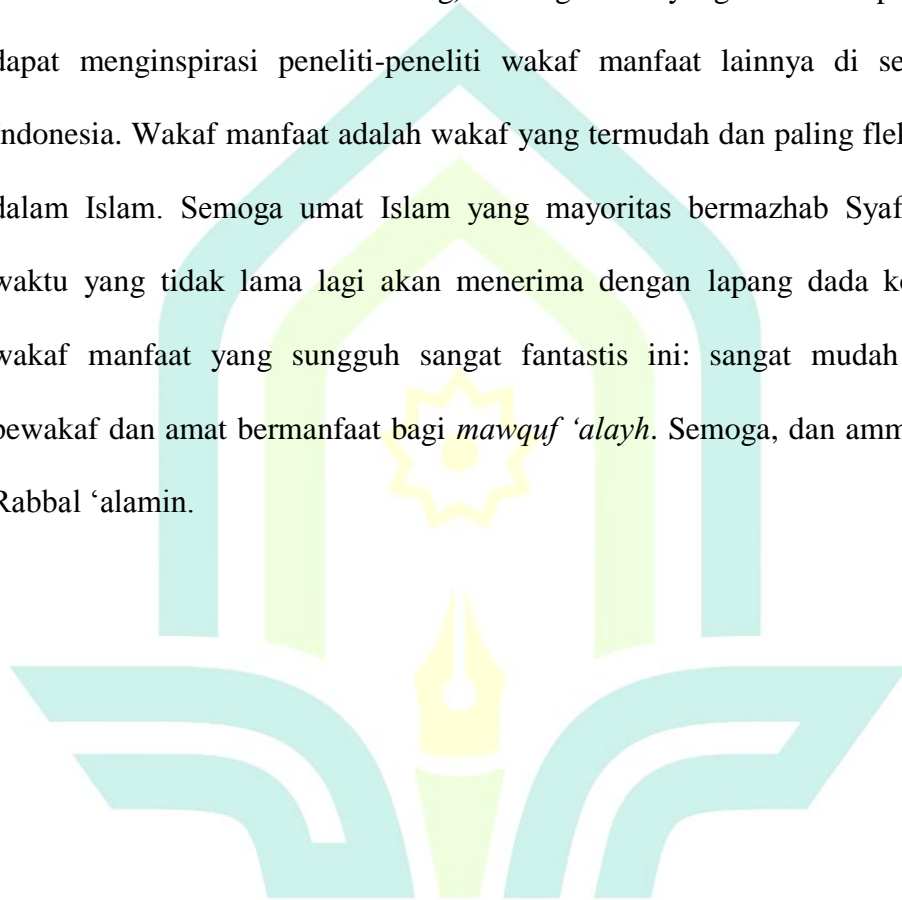 yang
dapat menginspirasi peneliti-peneliti wakaf manfaat lainnya di se
Indonesia. Wakaf manfaat adalah wakaf yang termudah dan paling
dalam Islam. Semoga umat Islam yang mayoritas bermazhab Syaf
waktu yang tidak lama lagi akan menerima dengan lapang dada
wakaf manfaat yang sungguh sangat fantastis ini: sangat mudah
pewakaf dan amat bermanfaat bagi mawquf ‘alayh. Semoga, dan amm
Rabbal ‘alamin.